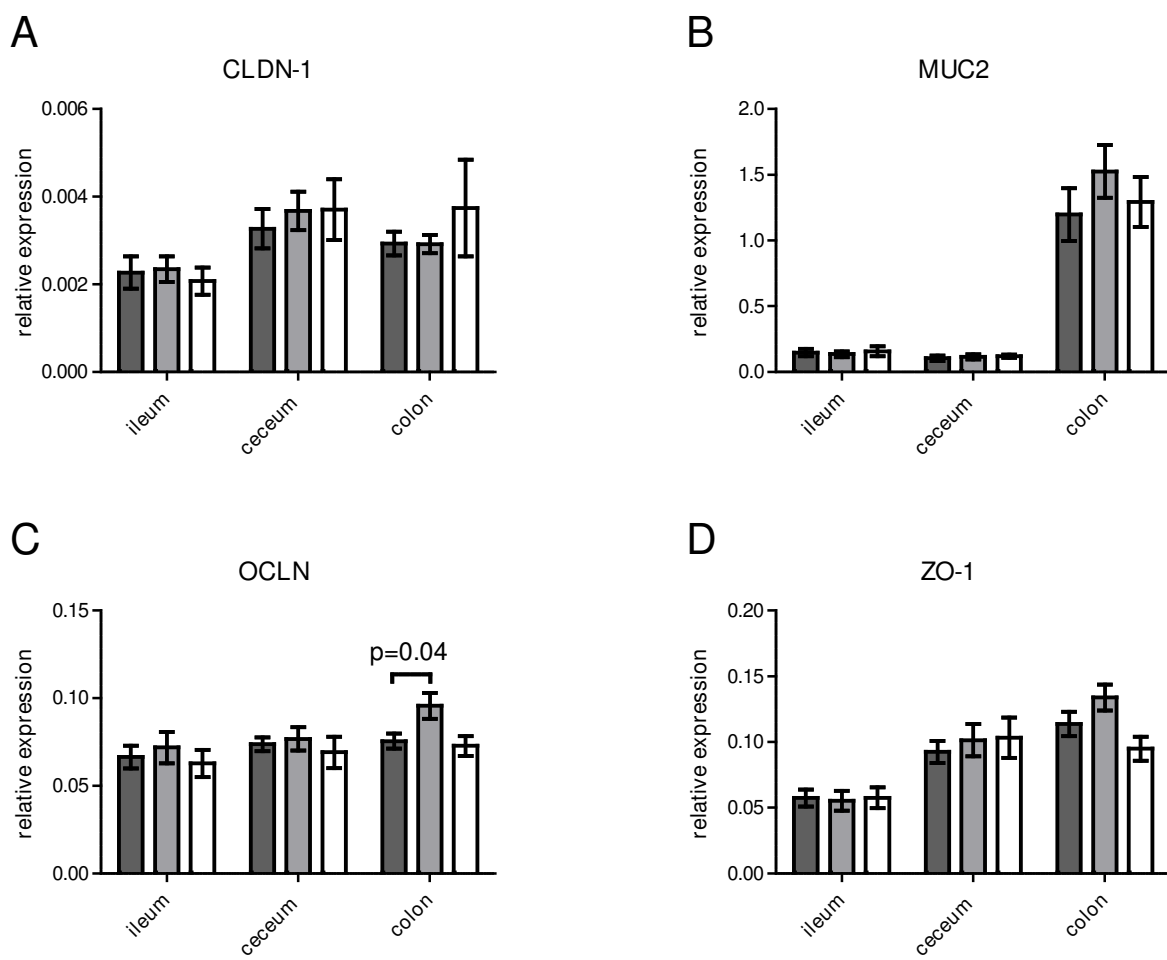 A
CLDN-1
relative expression
0.006
0.004
0.002
0.000
ileum
ceceum
colon
B
MUC2
relative expression
2.0
1.5
1.0
0.5
0.0
ileum
ceceum
colon
C
OCLN
relative expression
0.15
0.10
0.05
0.00
p=0.04
ileum
ceceum
colon
D
ZO-1
relative expression
0.20
0.15
0.10
0.05
0.00
ileum
ceceum
colon